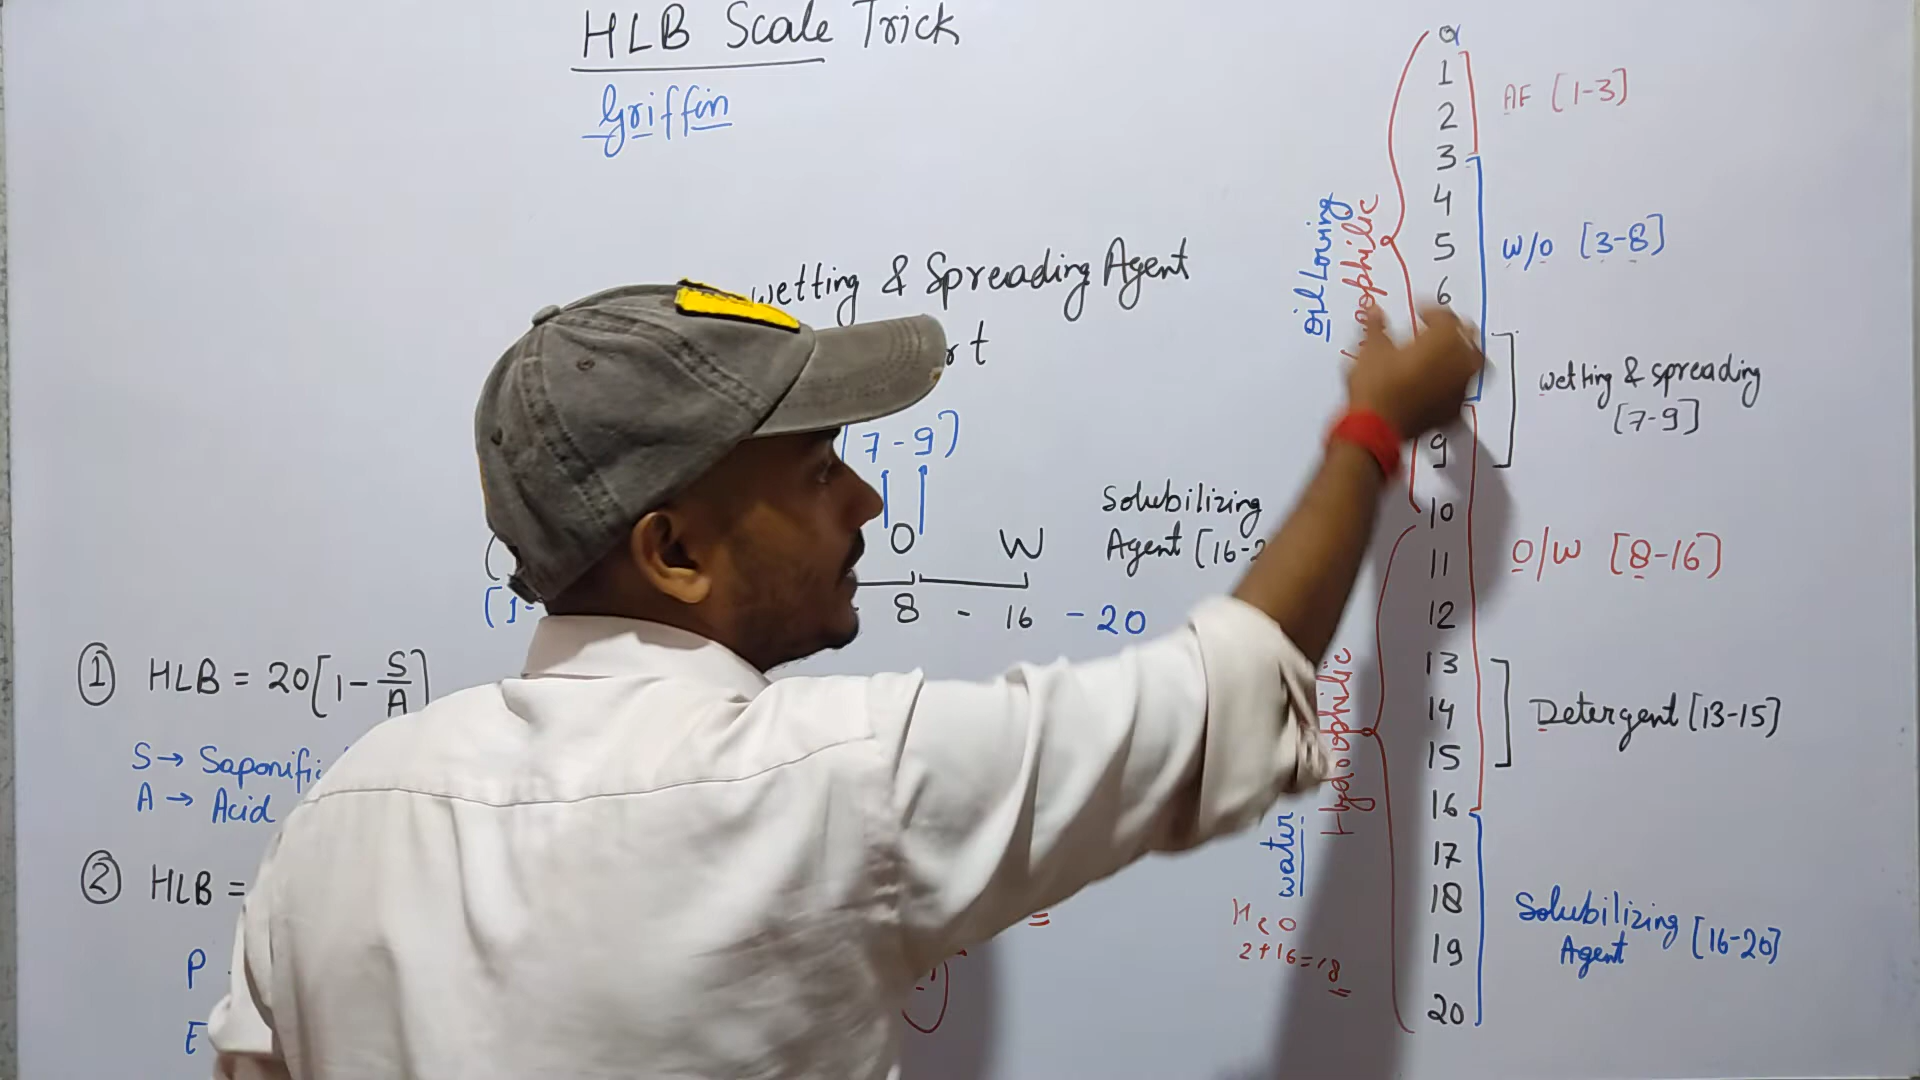 HLB Scale Trick
Griffin
wetting & Spreading Agent
[7-9]
O W
Solubilizing
Agent [16-2
[1-
8 - 16 - 20
① HLB = 20[1-S/A]
S → Saponifi
A → Acid
② HLB =
P
E
0
1
2
3
4
5
6
9
10
11
12
13
14
15
16
17
18
19
20
Oil Loving
Hydrophilic
water
H₂O
2+16=18
AF [1-3]
W/O [3-8]
wetting & spreading
[7-9]
O/W [8-16]
Detergent [13-15]
Solubilizing
Agent [16-20]